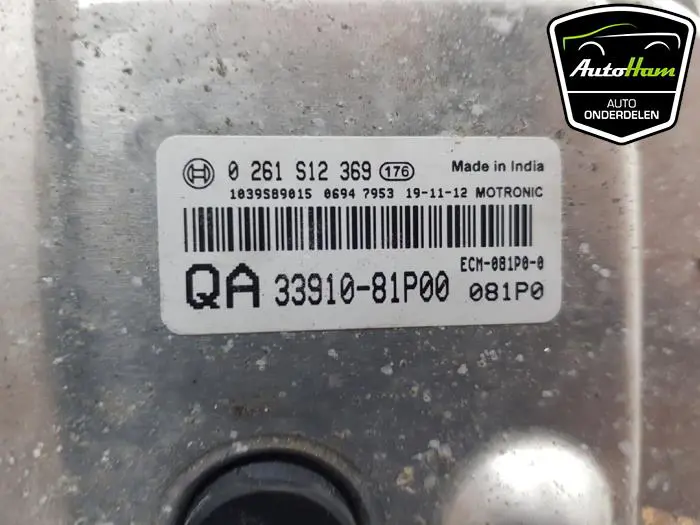 AutoHam
AUTO
ONDERDELEN
0 261 S12 369 176 Made in India
1039S89015 0694 7953 19-11-12 MOTRONIC
ECM-081P0-0
QA 33910-81P00 081P0